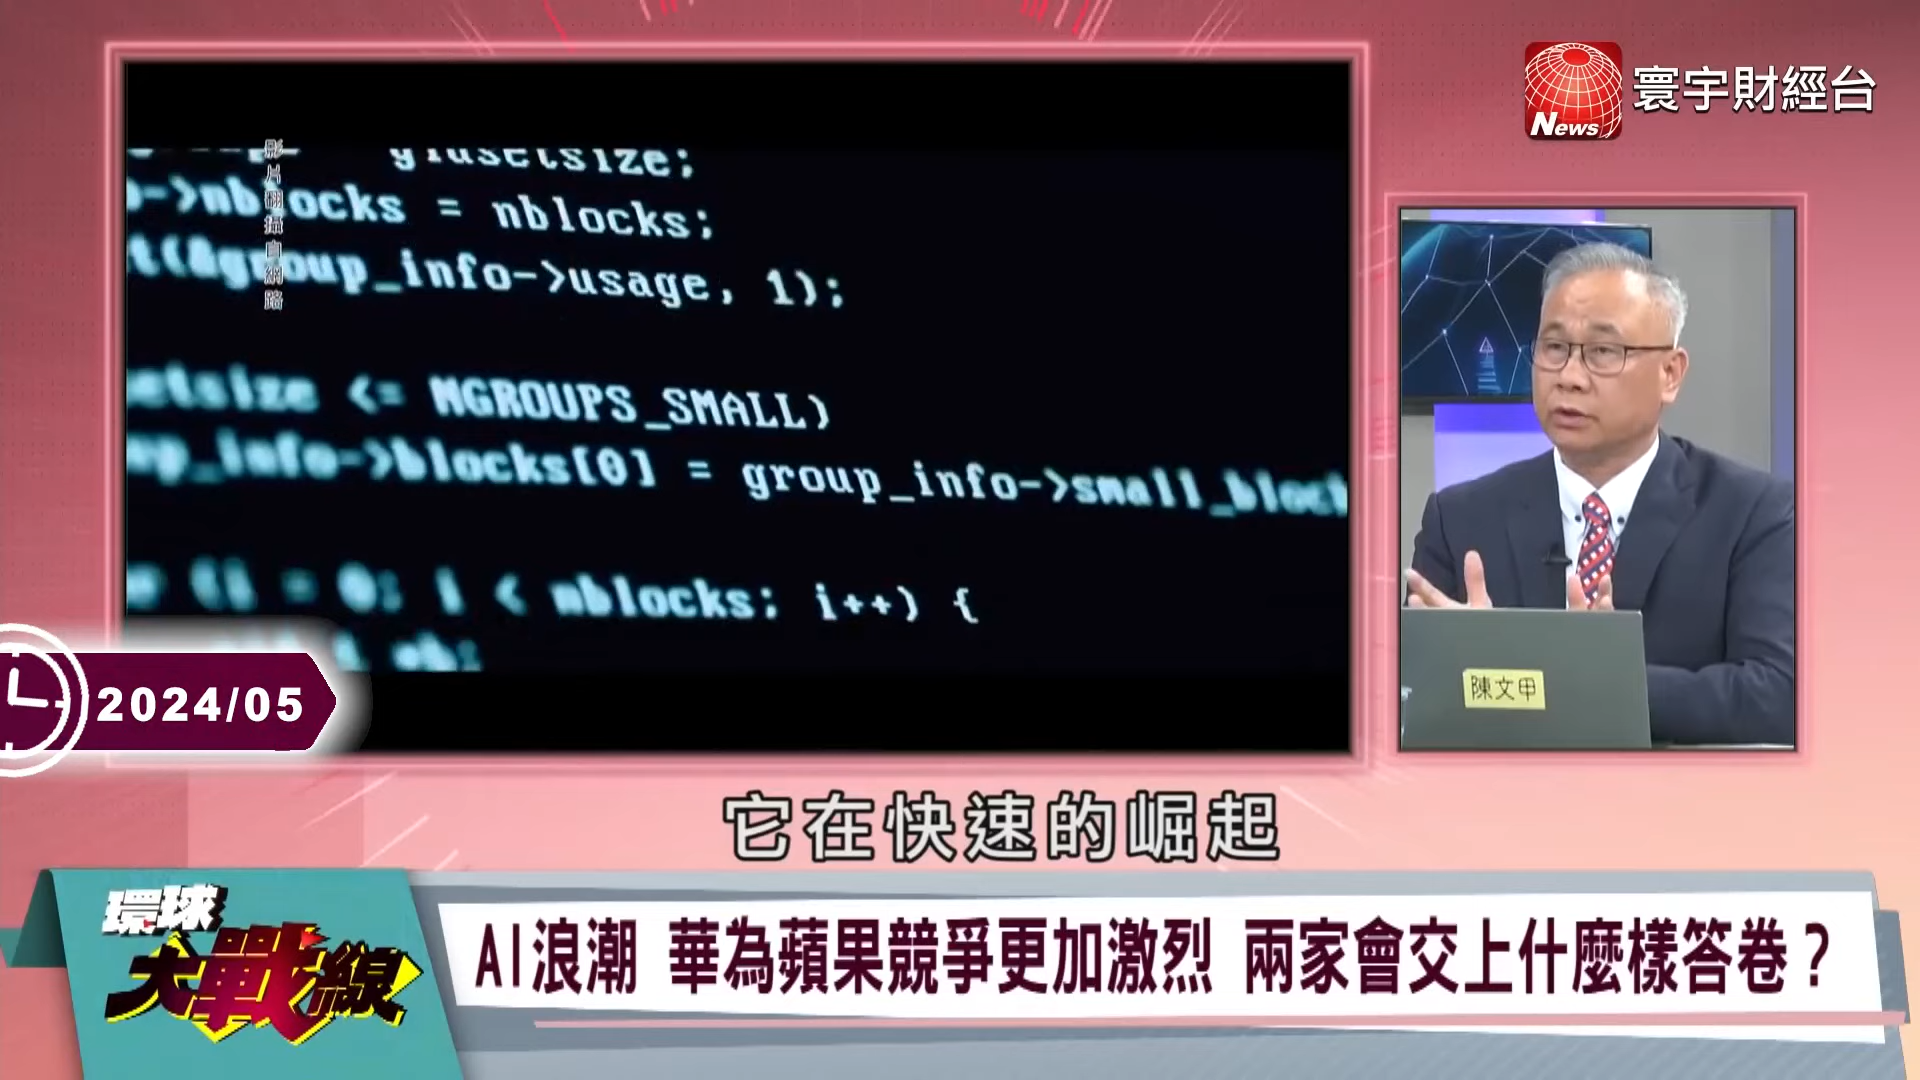 News
寰宇財經台
影片翻攝自網路
gidsetsize;
->nblocks = nblocks;
t(&group_info->usage, 1);
etsize <= NGROUPS_SMALL)
up_info->blocks[0] = group_info->small_block
(i = 0; i < nblocks; i++) {
陳文甲
2024/05
它在快速的崛起
環球大戰線
AI浪潮 華為蘋果競爭更加激烈 兩家會交上什麼樣答卷？